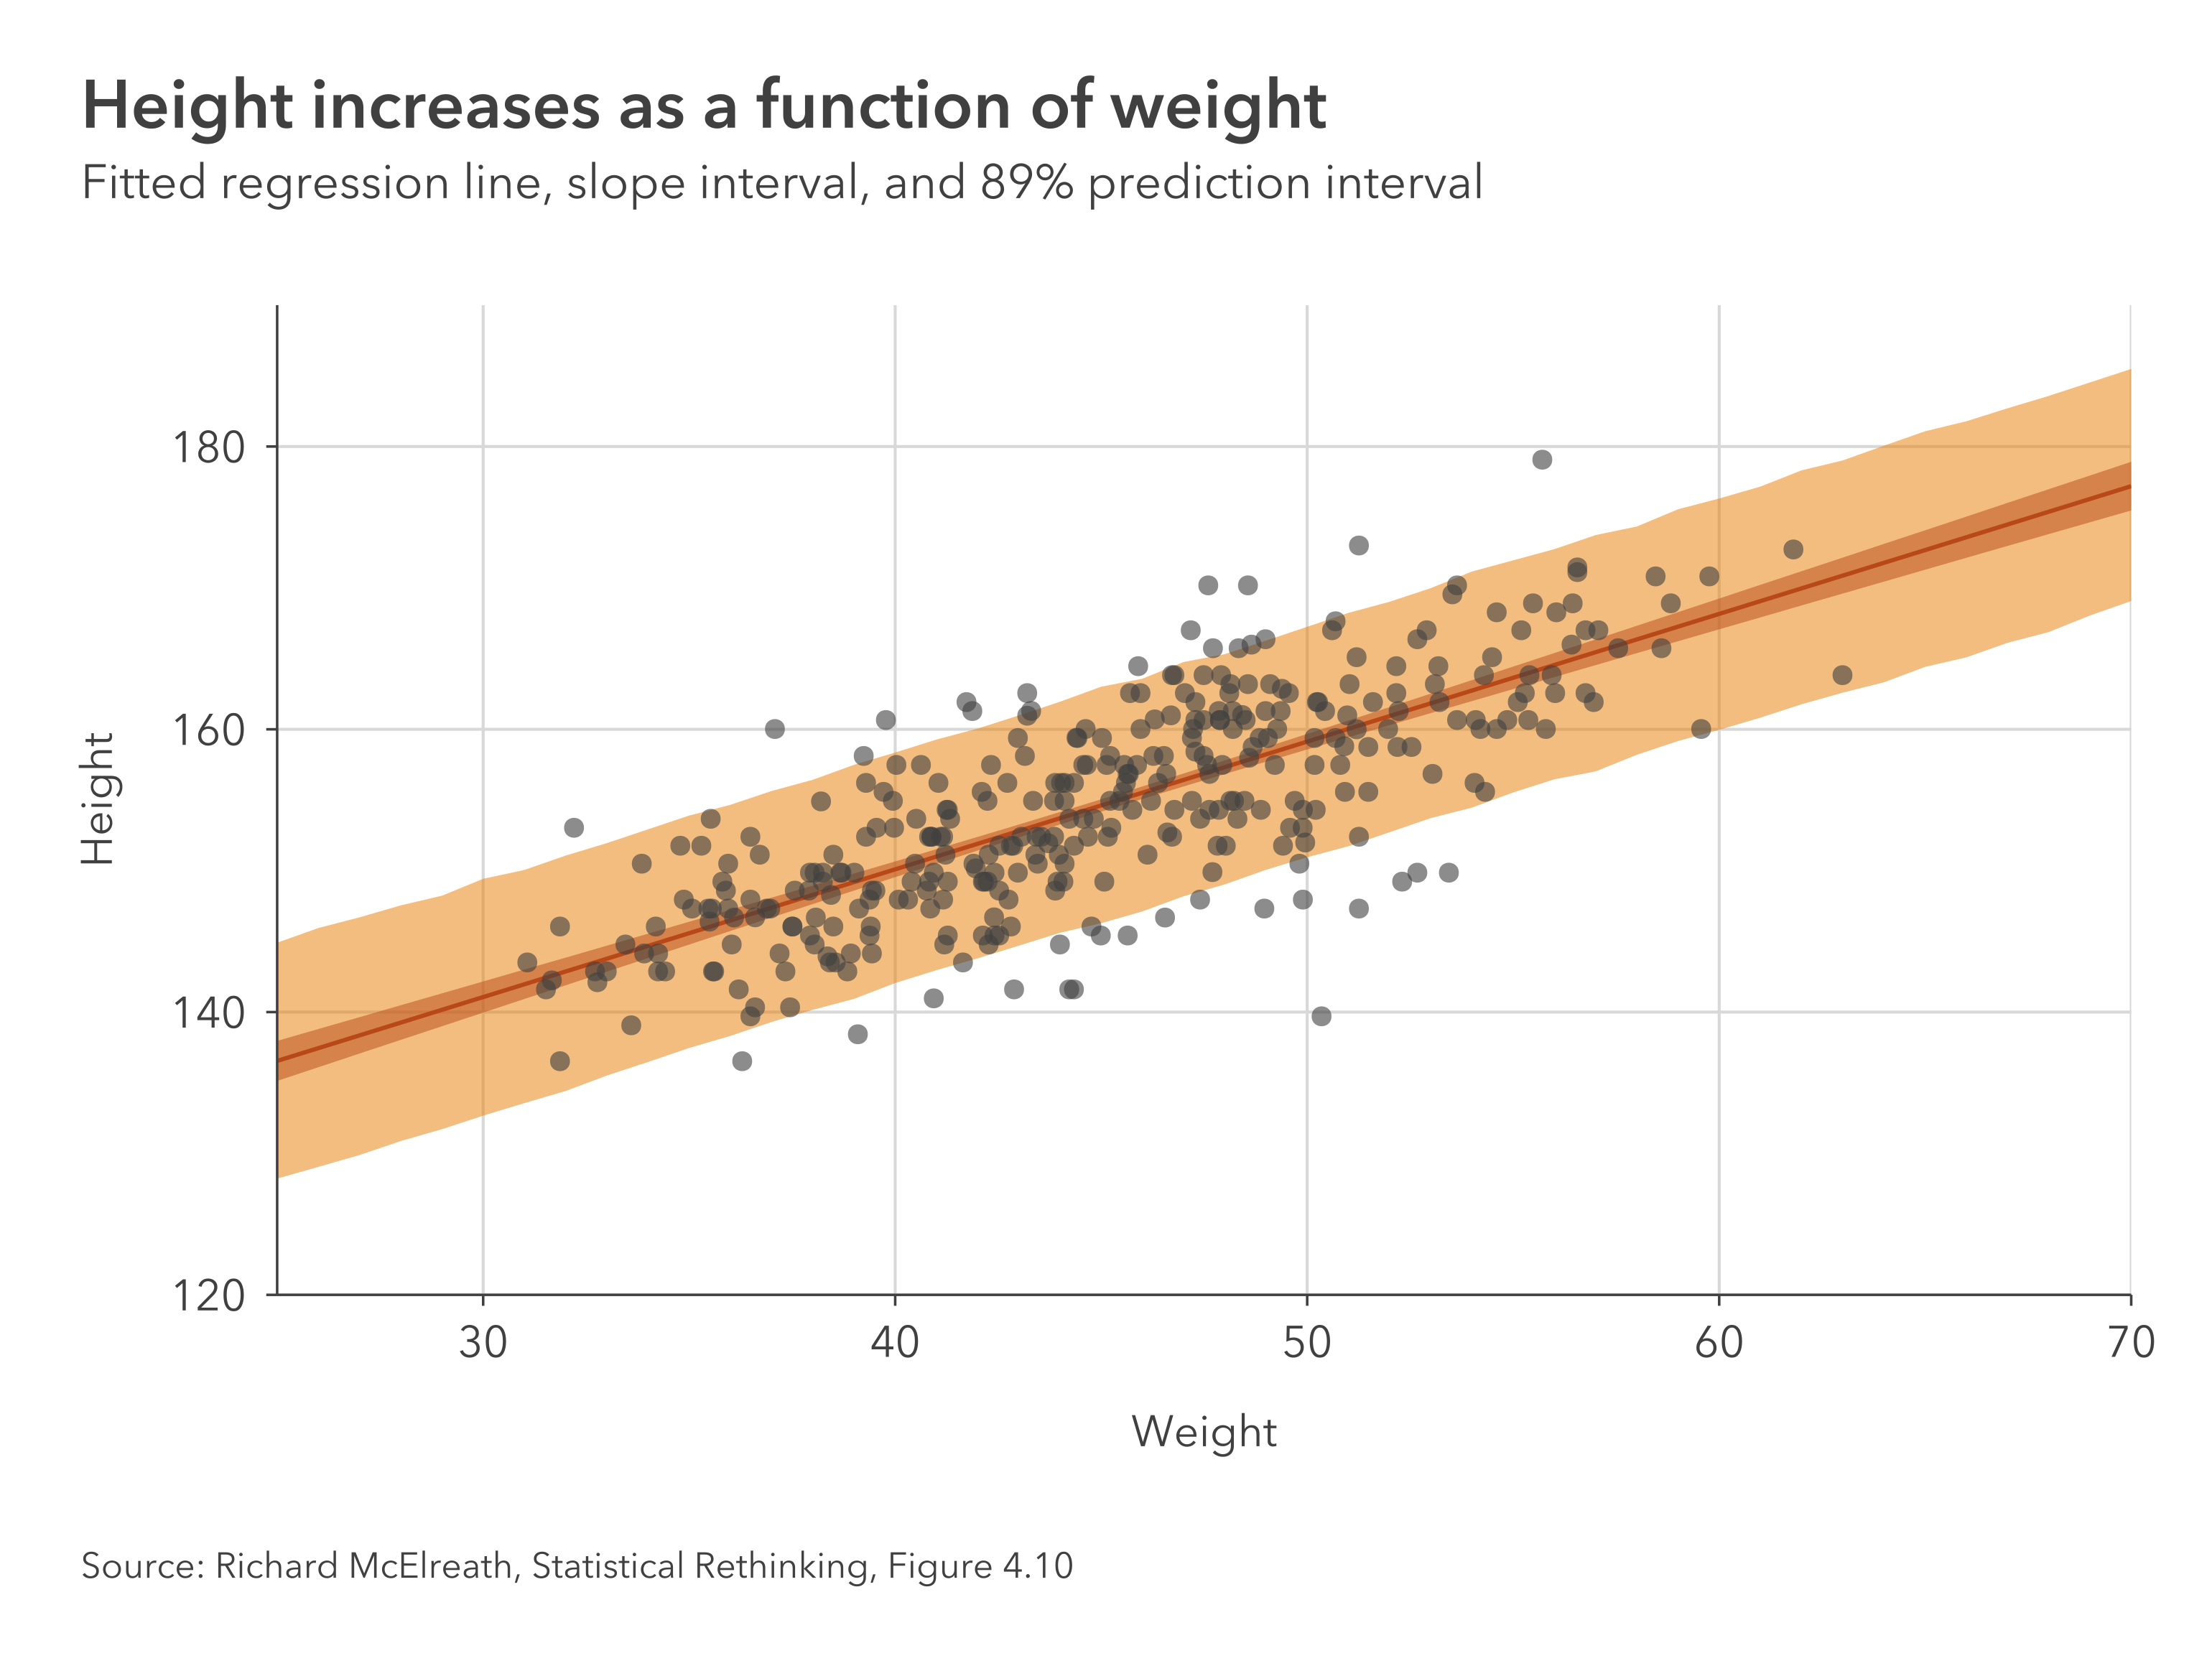 Height increases as a function of weight
Fitted regression line, slope interval, and 89% prediction interval
180
160
140
120
Height
30 40 50 60 70
Weight
Source: Richard McElreath, Statistical Rethinking, Figure 4.10